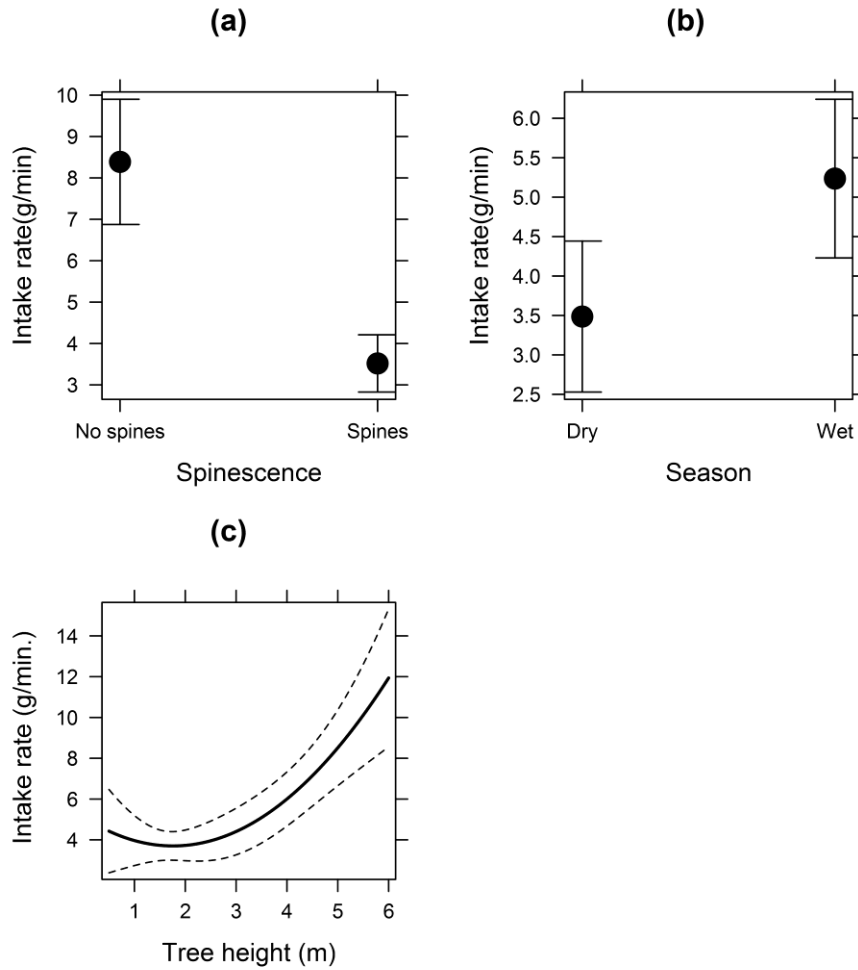 (a)
Intake rate(g/min)
10
9
8
7
6
5
4
3
No spines
Spines
Spinescence
(b)
Intake rate(g/min)
6.0
5.5
5.0
4.5
4.0
3.5
3.0
2.5
Dry
Wet
Season
(c)
Intake rate (g/min.)
14
12
10
8
6
4
1
2
3
4
5
6
Tree height (m)